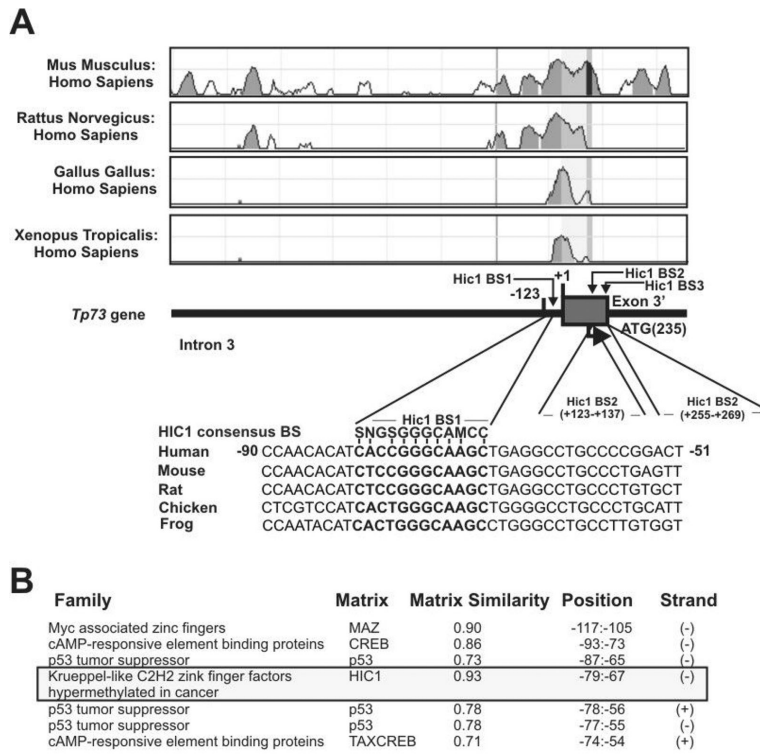 A
Mus Musculus:
Homo Sapiens
Rattus Norvegicus:
Homo Sapiens
Gallus Gallus:
Homo Sapiens
Xenopus Tropicalis:
Homo Sapiens
Hic1 BS1
+1
Hic1 BS2
Hic1 BS3
-123
Exon 3'
Tp73 gene
ATG(235)
Intron 3
Hic1 BS2
(+123-+137)
Hic1 BS2
(+255-+269)
Hic1 BS1
HIC1 consensus BS SNGSGGGCAMCC
Human -90 CCAACACATCACCGGGCAAGCTGAGGCCTGCCCCGGACT -51
Mouse CCAACACATCTCCGGGCAAGCTGAGGCCTGCCCTGAGTT
Rat CCAACACATCTCCGGGCAAGCTGAGGCCTGCCCTGTGCT
Chicken CTCGTCCATCACTGGGCAAGCTGGGGCCTGCCCTGCATT
Frog CCAATACATCACTGGGCAAGCCTGGGCCTGCCTTGTGGT
B
Family Matrix Matrix Similarity Position Strand
Myc associated zinc fingers MAZ 0.90 -117:-105 (-)
cAMP-responsive element binding proteins CREB 0.86 -93:-73 (-)
p53 tumor suppressor p53 0.73 -87:-65 (-)
Krueppel-like C2H2 zink finger factors HIC1 0.93 -79:-67 (-)
hypermethylated in cancer
p53 tumor suppressor p53 0.78 -78:-56 (+)
p53 tumor suppressor p53 0.78 -77:-55 (-)
cAMP-responsive element binding proteins TAXCREB 0.71 -74:-54 (+)